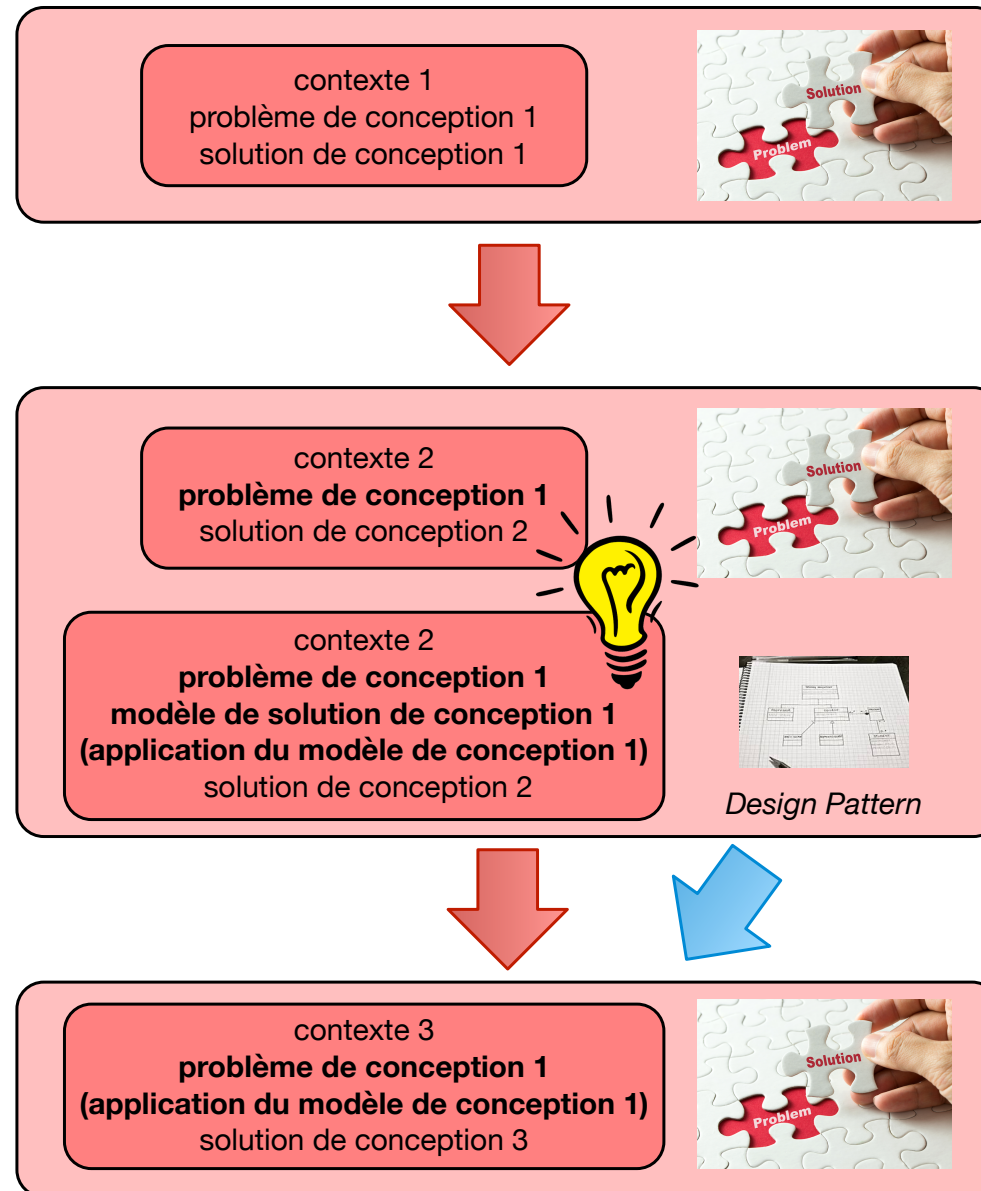 contexte 1
problème de conception 1
solution de conception 1
Solution
Problem
contexte 2
problème de conception 1
solution de conception 2
Solution
Problem
contexte 2
problème de conception 1
modèle de solution de conception 1
(application du modèle de conception 1)
solution de conception 2
Design Pattern
contexte 3
problème de conception 1
(application du modèle de conception 1)
solution de conception 3
Solution
Problem